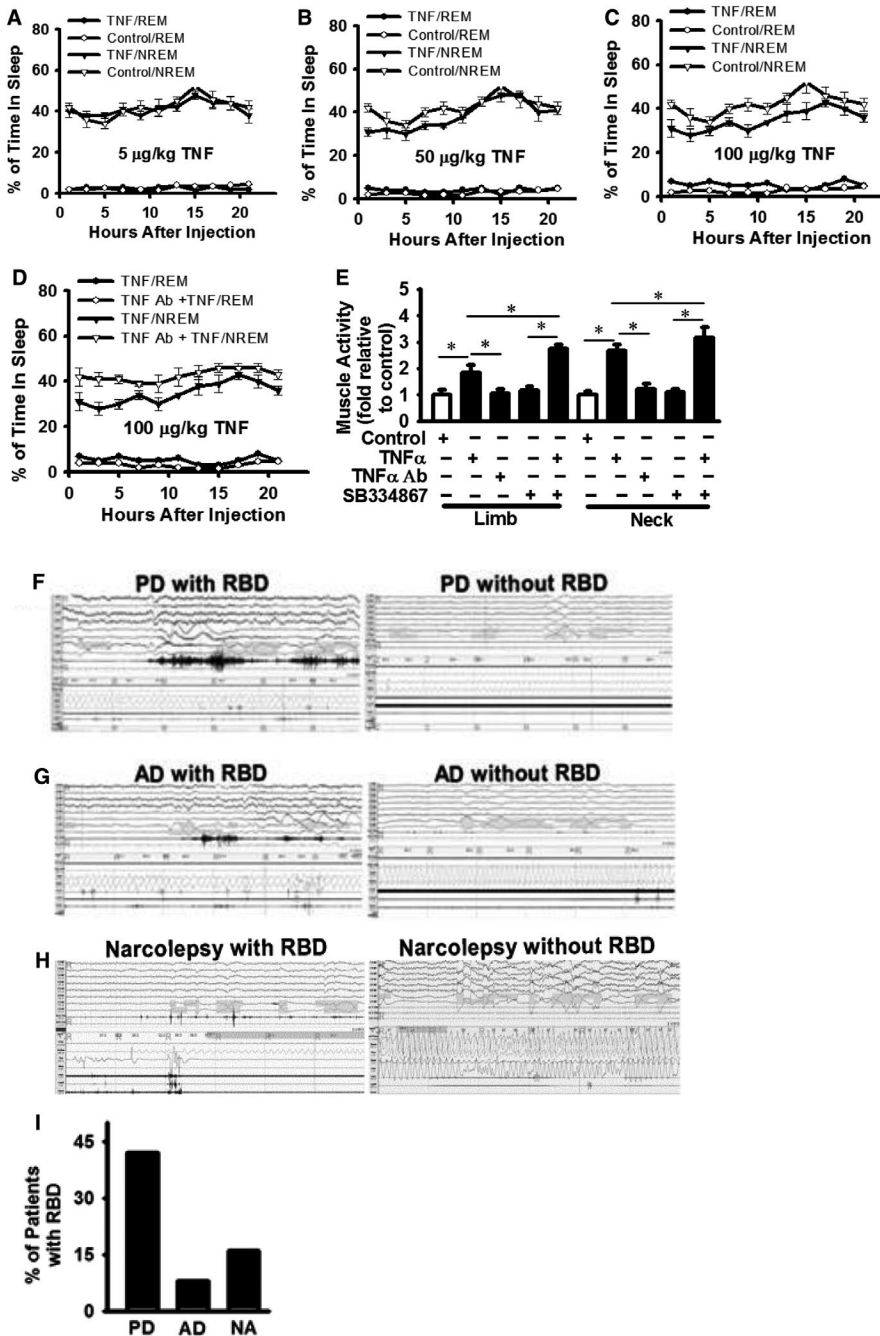 A
TNF/REM
Control/REM
TNF/NREM
Control/NREM
% of Time In Sleep
80
60
40
20
0
5 µg/kg TNF
0 5 10 15 20
Hours After Injection
B
TNF/REM
Control/REM
TNF/NREM
Control/NREM
% of Time In Sleep
80
60
40
20
0
50 µg/kg TNF
0 5 10 15 20
Hours After Injection
C
TNF/REM
Control/REM
TNF/NREM
Control/NREM
% of Time In Sleep
80
60
40
20
0
100 µg/kg TNF
0 5 10 15 20
Hours After Injection
D
TNF/REM
TNF Ab +TNF/REM
TNF/NREM
TNF Ab + TNF/NREM
% of Time In Sleep
80
60
40
20
0
100 µg/kg TNF
0 5 10 15 20
Hours After Injection
E
Muscle Activity
(fold relative
to control)
5
4
3
2
1
0
* * * * * * * *
Control + – – – – + – – – –
TNFα – + – – + – + – – +
TNFα Ab – – + – – – – + – –
SB334867 – – – + + – – – + +
Limb Neck
F
PD with RBD
PD without RBD
G
AD with RBD
AD without RBD
H
Narcolepsy with RBD
Narcolepsy without RBD
I
% of Patients
with RBD
45
30
15
0
PD AD NA